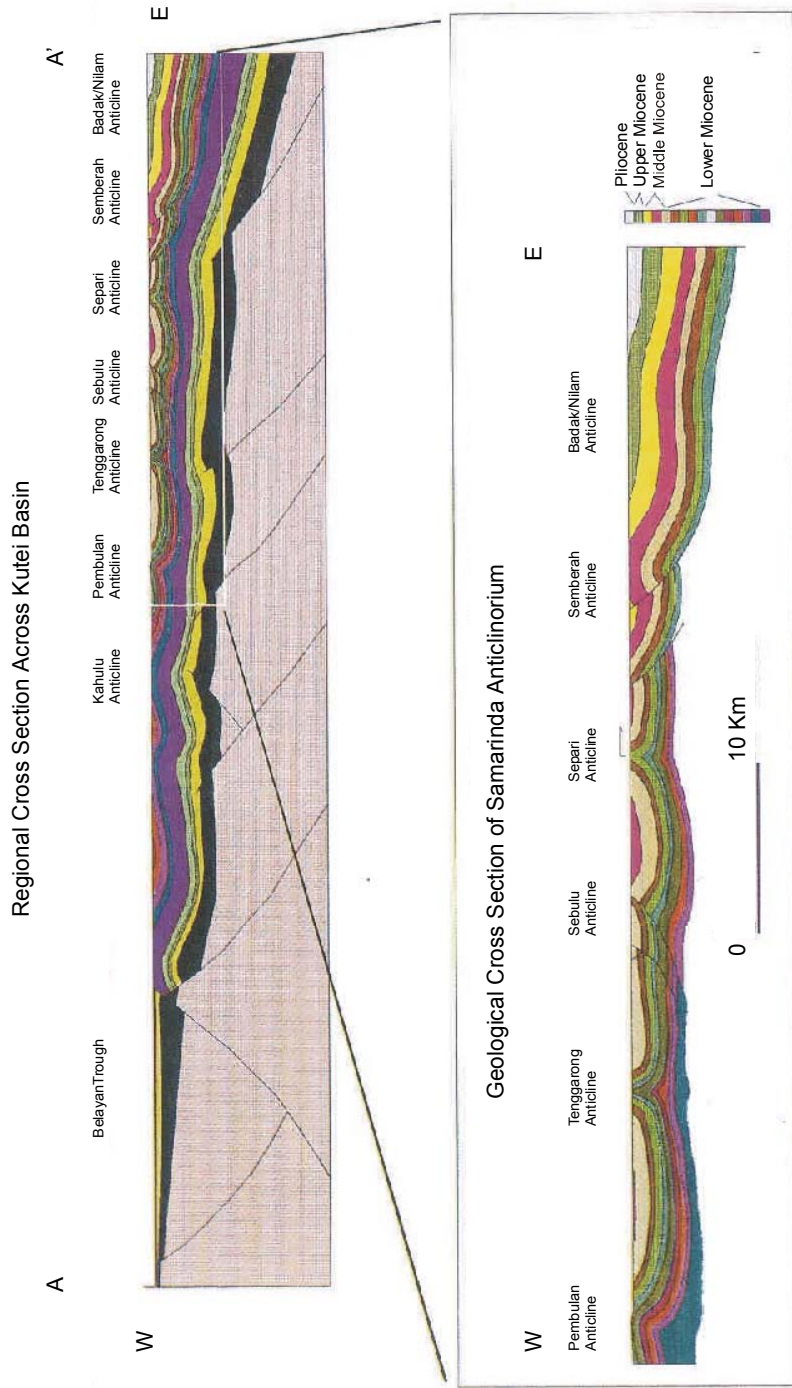 Regional Cross Section Across Kutei Basin
A
A'
W
E
BelayanTrough
Kahulu
Anticline
Pembulan
Anticline
Tenggarong
Anticline
Sebulu
Anticline
Separi
Anticline
Semberah
Anticline
Badak/Nilam
Anticline
Geological Cross Section of Samarinda Anticlinorium
W
E
Pembulan
Anticline
Tenggarong
Anticline
Sebulu
Anticline
Separi
Anticline
Semberah
Anticline
Badak/Nilam
Anticline
Pliocene
Upper Miocene
Middle Miocene
Lower Miocene
0
10 Km